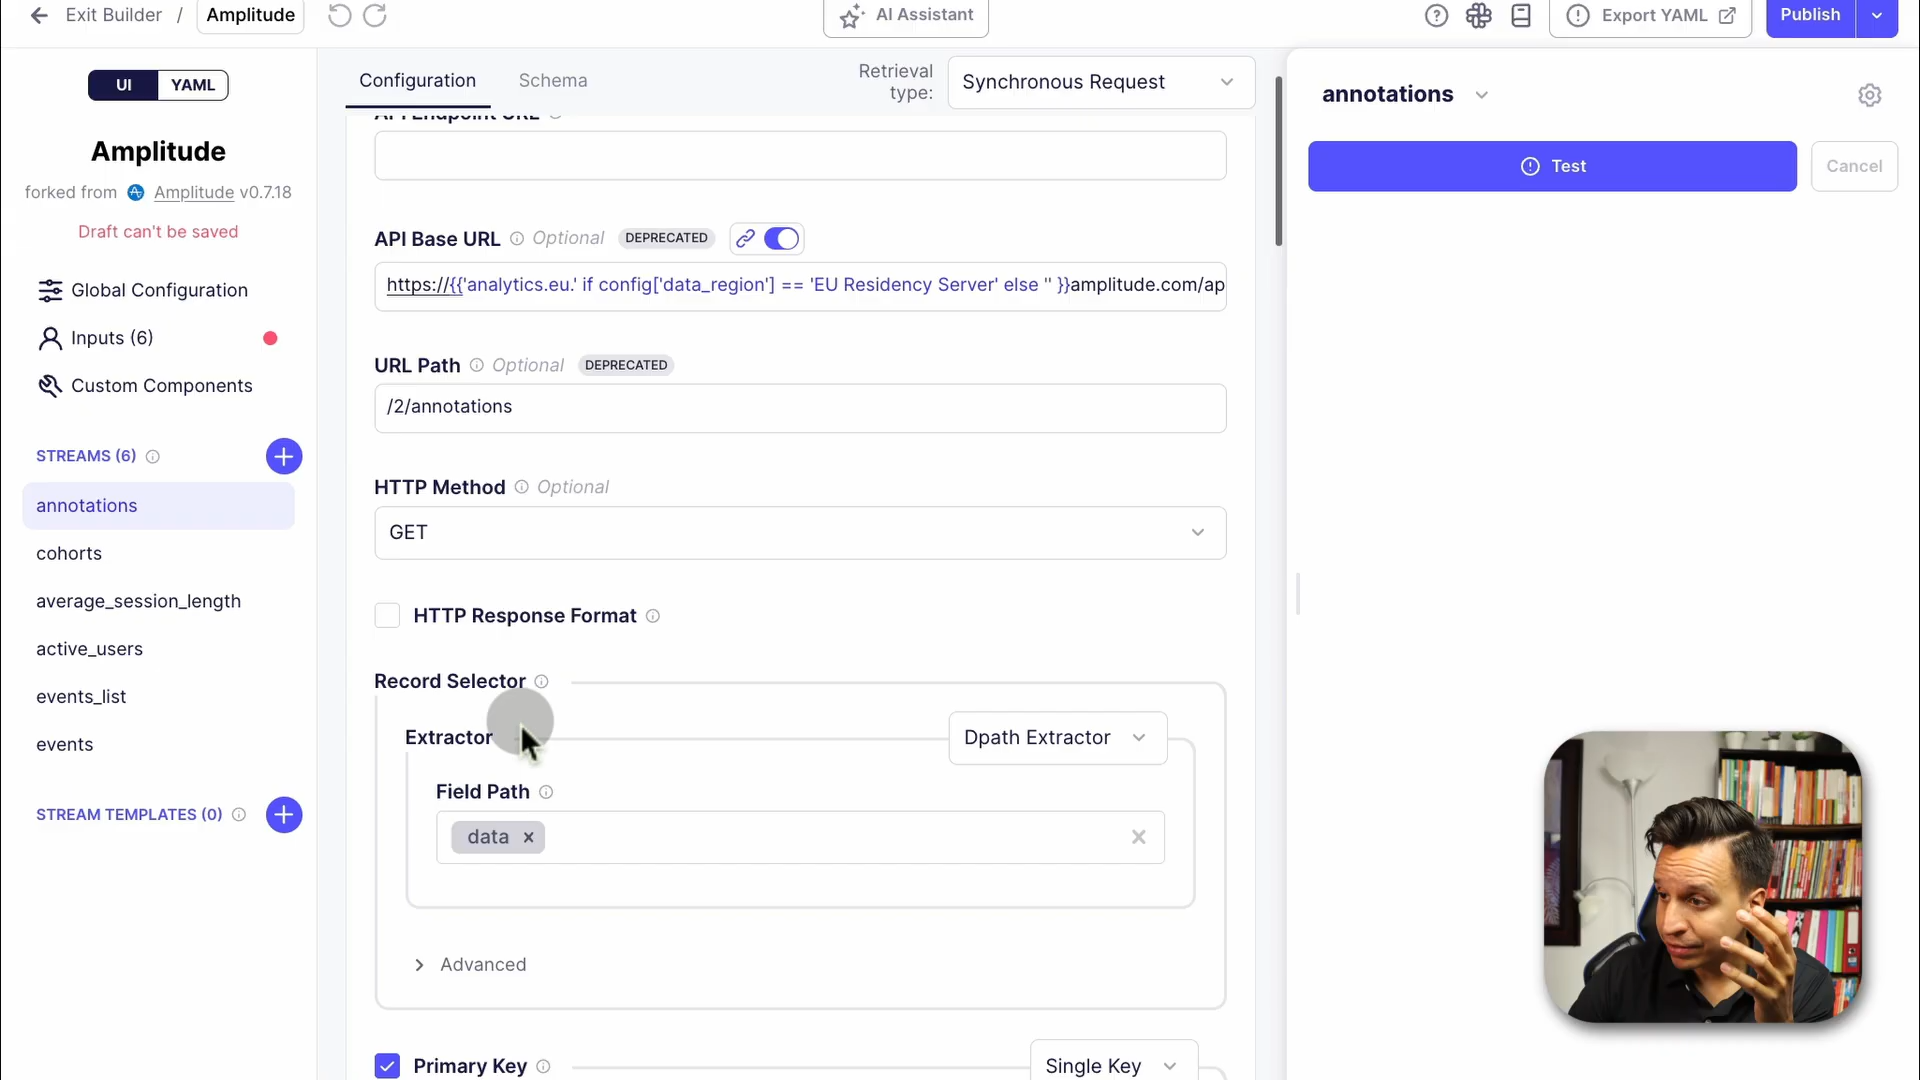 Exit Builder / Amplitude
AI Assistant
Export YAML
Publish
UI YAML
Amplitude
forked from Amplitude v0.7.18
Draft can't be saved
Global Configuration
Inputs (6)
Custom Components
STREAMS (6)
annotations
cohorts
average_session_length
active_users
events_list
events
STREAM TEMPLATES (0)
Configuration
Schema
Retrieval
type:
Synchronous Request
API Endpoint URL
API Base URL Optional DEPRECATED
https://{{'analytics.eu.' if config['data_region'] == 'EU Residency Server' else '' }}amplitude.com/ap
URL Path Optional DEPRECATED
/2/annotations
HTTP Method Optional
GET
HTTP Response Format
Record Selector
Extractor
Dpath Extractor
Field Path
data
Advanced
Primary Key
Single Key
annotations
Test
Cancel